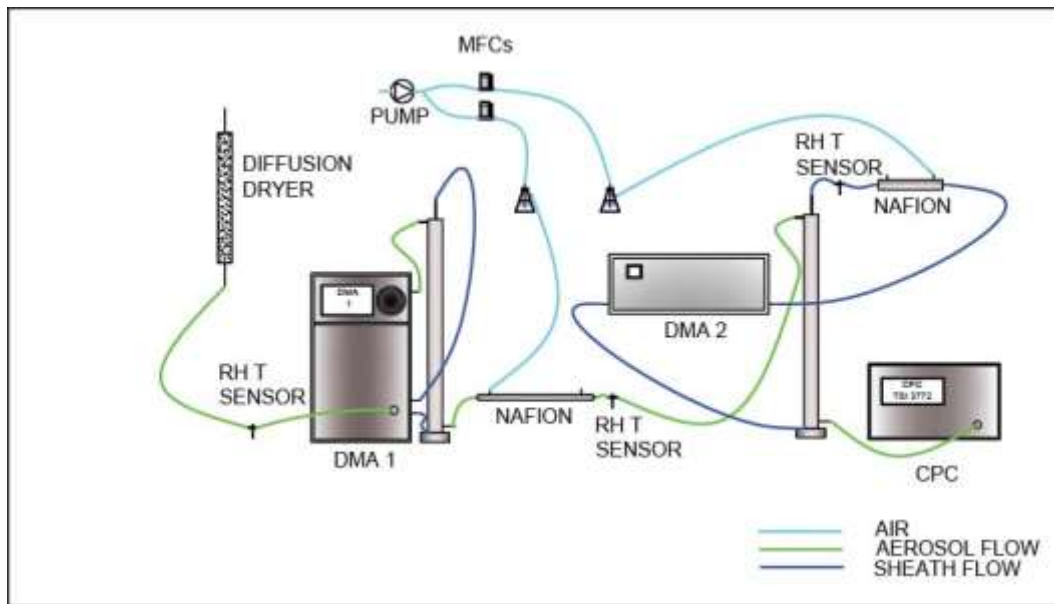 MFCs
PUMP
DIFFUSION
DRYER
RH T
SENSOR
NAFION
DMA
1
DMA 2
RH T
SENSOR
CPC
TSI 3772
DMA 1
NAFION
RH T
SENSOR
CPC
AIR
AEROSOL FLOW
SHEATH FLOW